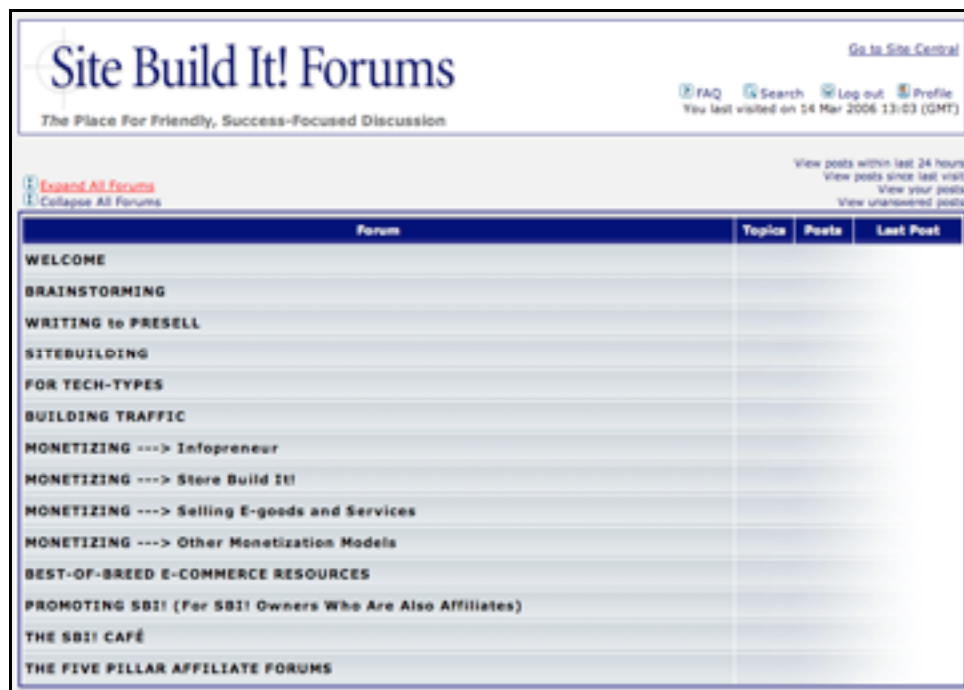 Site Build It! Forums
The Place For Friendly, Success-Focused Discussion
Go to Site Central
FAQ Search Log out Profile
You last visited on 14 Mar 2006 13:03 (GMT)
View posts within last 24 hours
View posts since last visit
View your posts
View unanswered posts
Expand All Forums
Collapse All Forums
Forum Topics Posts Last Post
WELCOME
BRAINSTORMING
WRITING to PRESELL
SITEBUILDING
FOR TECH-TYPES
BUILDING TRAFFIC
MONETIZING ---> Infopreneur
MONETIZING ---> Store Build It!
MONETIZING ---> Selling E-goods and Services
MONETIZING ---> Other Monetization Models
BEST-OF-BREED E-COMMERCE RESOURCES
PROMOTING SBI! (For SBI! Owners Who Are Also Affiliates)
THE SBI! CAFÉ
THE FIVE PILLAR AFFILIATE FORUMS